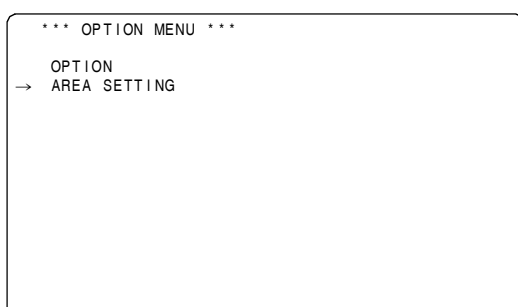 *** OPTION MENU ***
OPTION
→ AREA SETTING